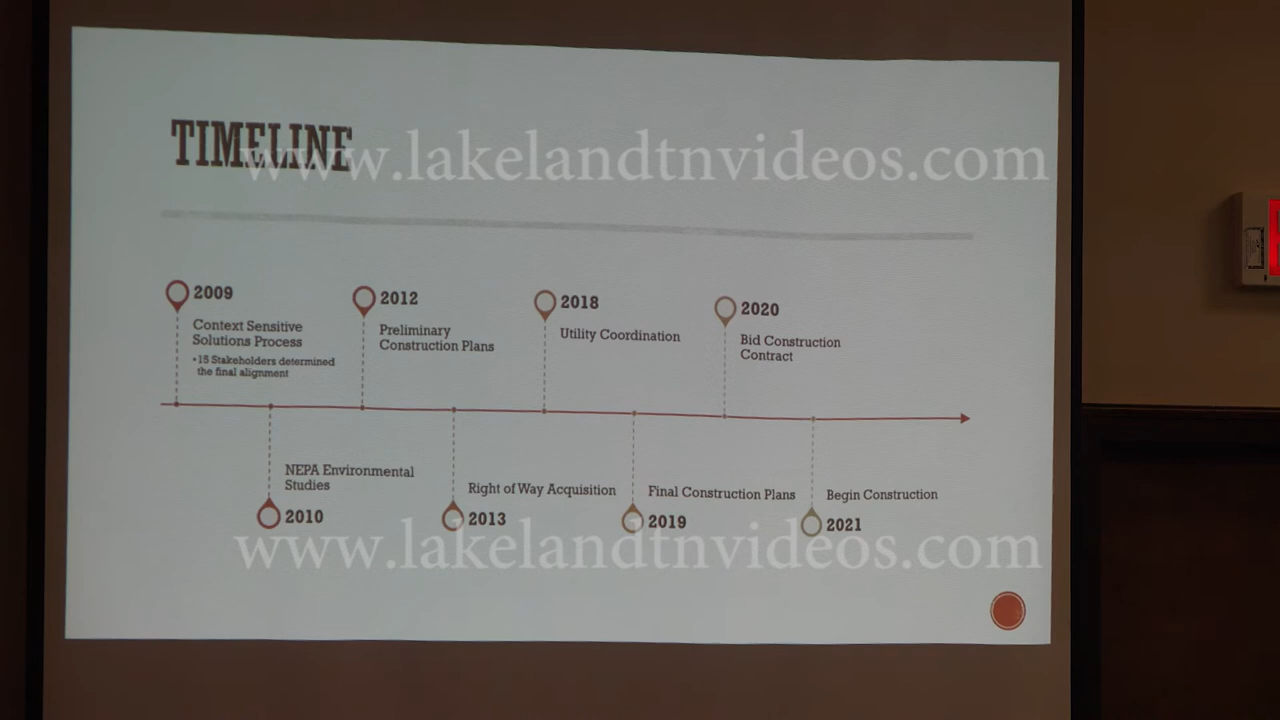 TIMELINE
www.lakelandtnvideos.com
2009
Context Sensitive
Solutions Process
•15 Stakeholders determined
the final alignment
2012
Preliminary
Construction Plans
2018
Utility Coordination
2020
Bid Construction
Contract
NEPA Environmental
Studies
2010
Right of Way Acquisition
2013
Final Construction Plans
2019
Begin Construction
2021
www.lakelandtnvideos.com